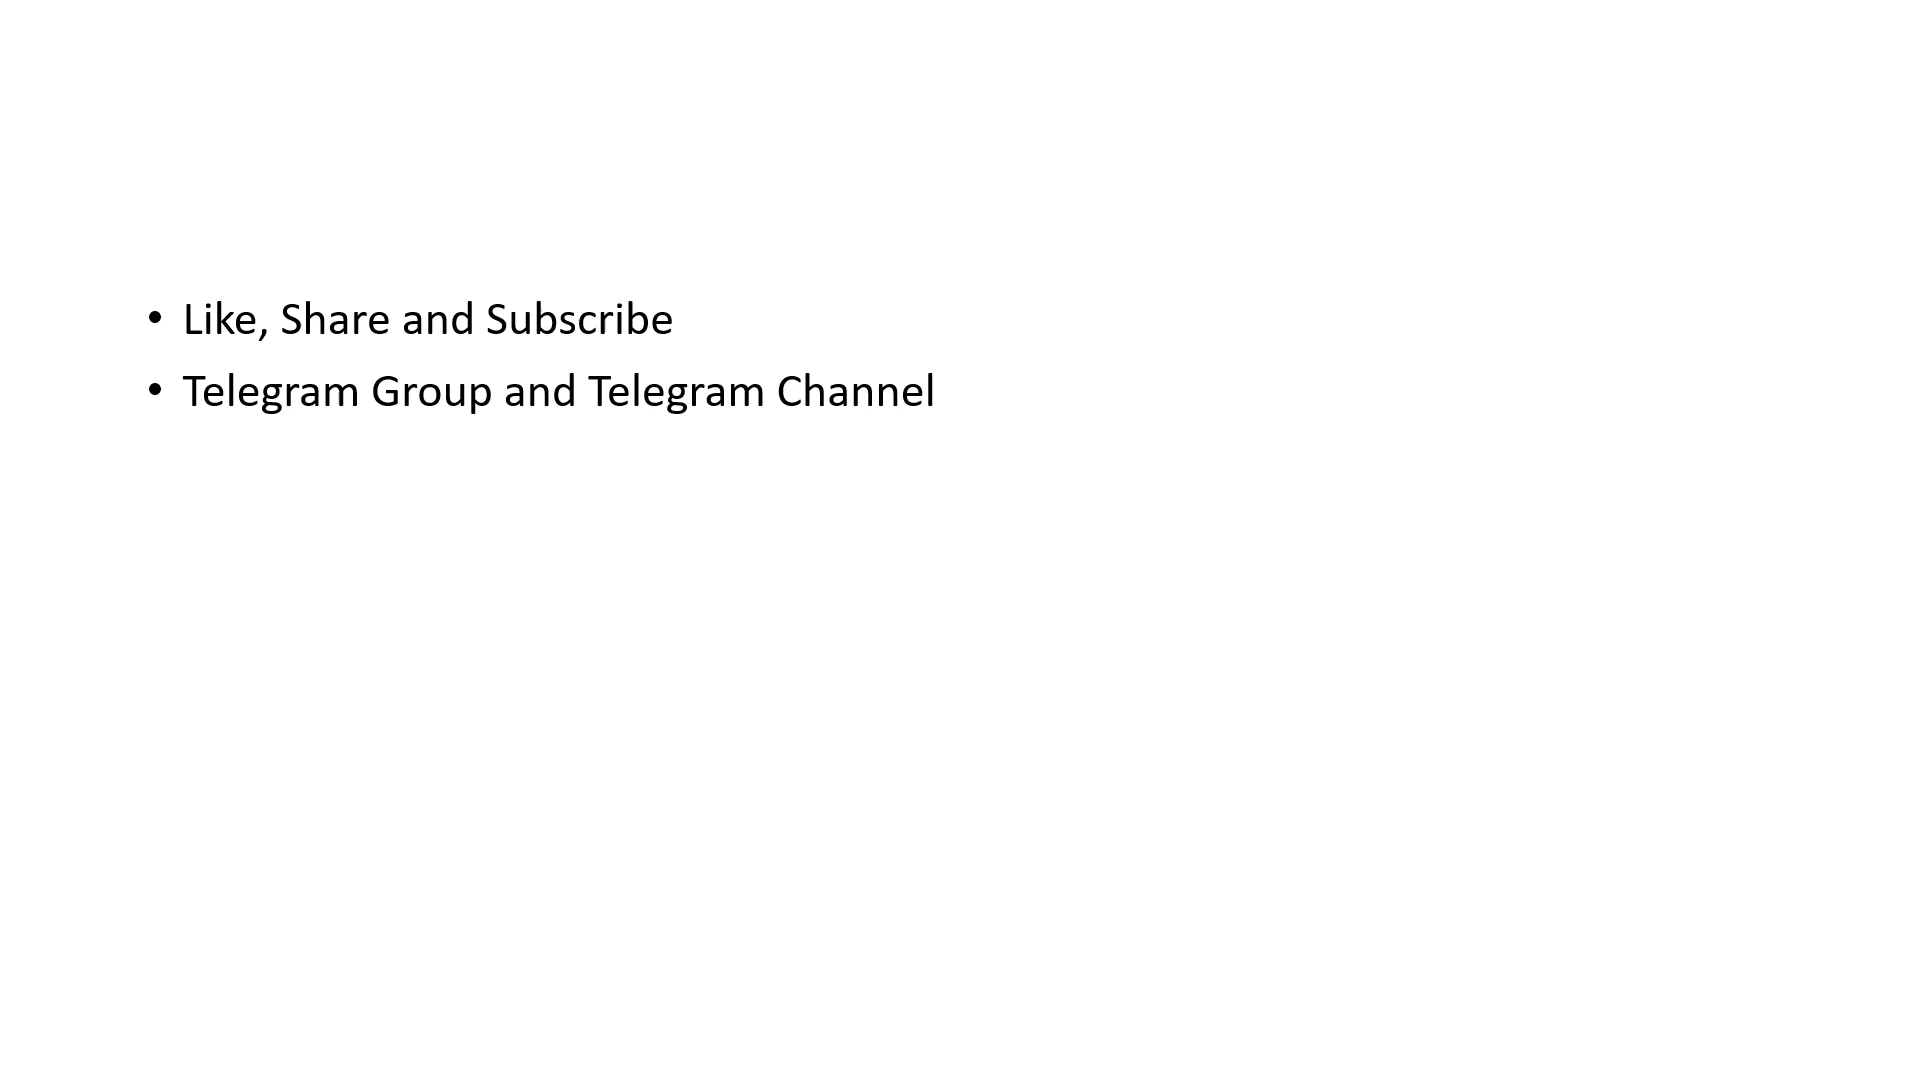 • Like, Share and Subscribe
• Telegram Group and Telegram Channel